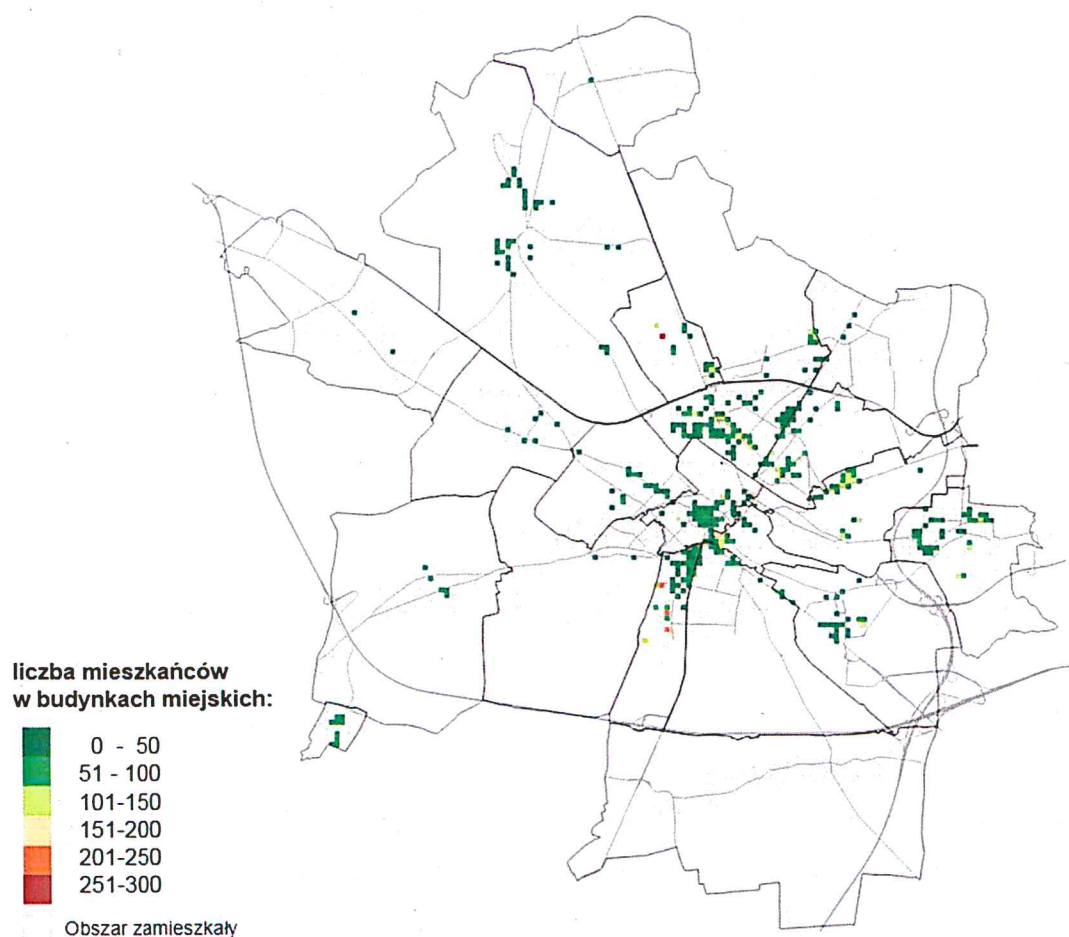 liczba mieszkańców
w budynkach miejskich:
0 - 50
51 - 100
101-150
151-200
201-250
251-300
Obszar zamieszkały